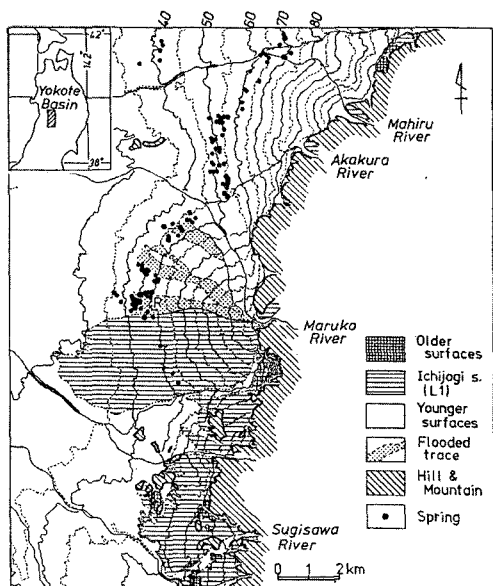 40 50 60 70 80
42°
142°
Yokote
Basin
38°
Mahiru
River
Akakura
River
Maruko
River
Older
surfaces
Ichijogi s.
(L1)
Younger
surfaces
Flooded
trace
Hill &
Mountain
Spring
Sugisawa
River
0 1 2km